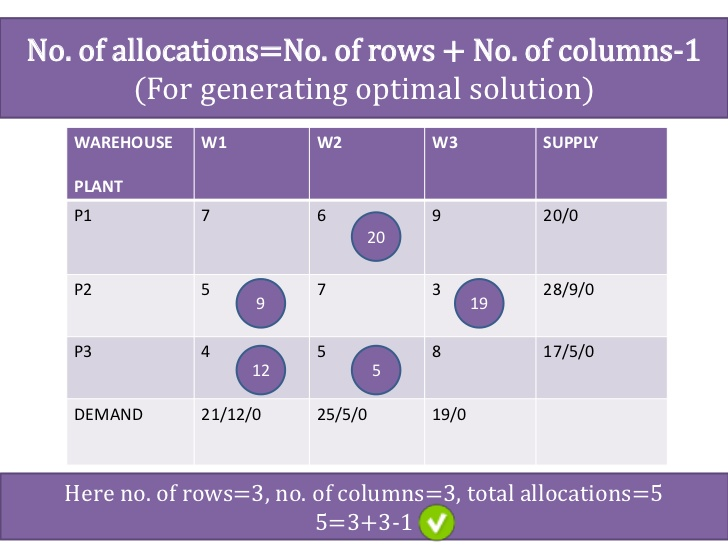 No. of allocations=No. of rows + No. of columns-1
(For generating optimal solution)
WAREHOUSE W1 W2 W3 SUPPLY
PLANT
P1 7 6 20 9 20/0
P2 5 9 7 3 19 28/9/0
P3 4 12 5 5 8 17/5/0
DEMAND 21/12/0 25/5/0 19/0
Here no. of rows=3, no. of columns=3, total allocations=5
5=3+3-1